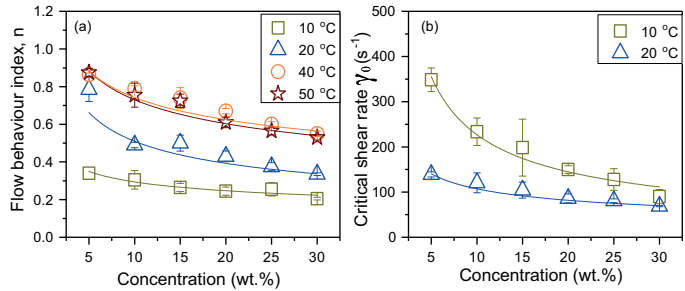 (a)
10 °C
20 °C
40 °C
50 °C
Flow behaviour index, n
1.2
1.0
0.8
0.6
0.4
0.2
0.0
5 10 15 20 25 30
Concentration (wt.%)
(b)
10 °C
20 °C
Critical shear rate γ₀(s⁻¹)
500
400
300
200
100
0
5 10 15 20 25 30
Concentration (wt.%)